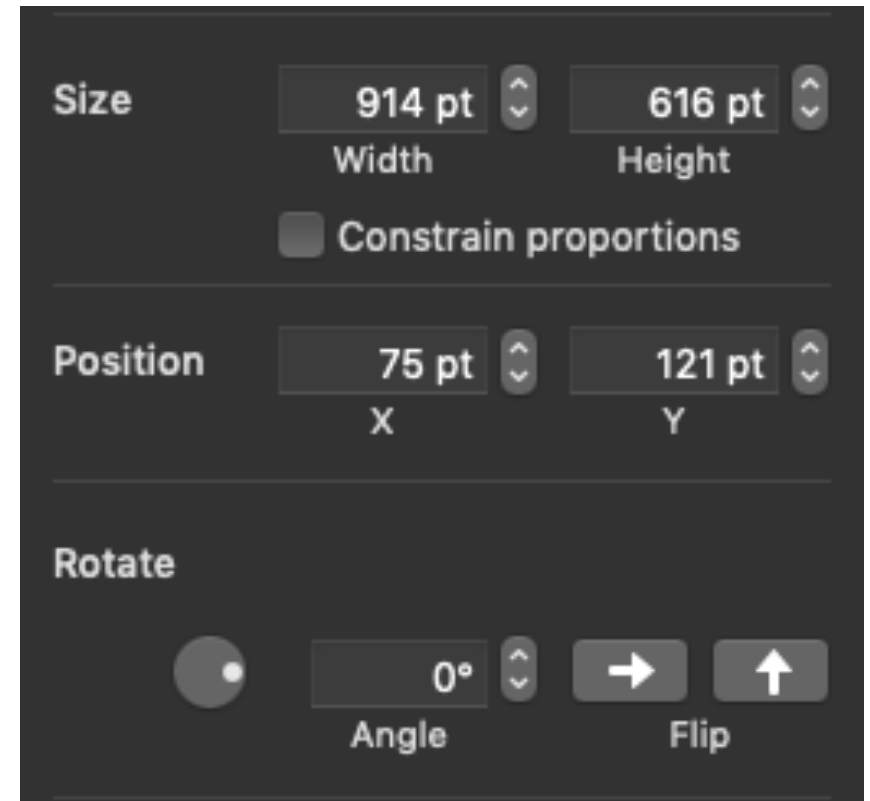 Size 914 pt 616 pt
Width Height
Constrain proportions
Position 75 pt 121 pt
X Y
Rotate
0°
Angle Flip